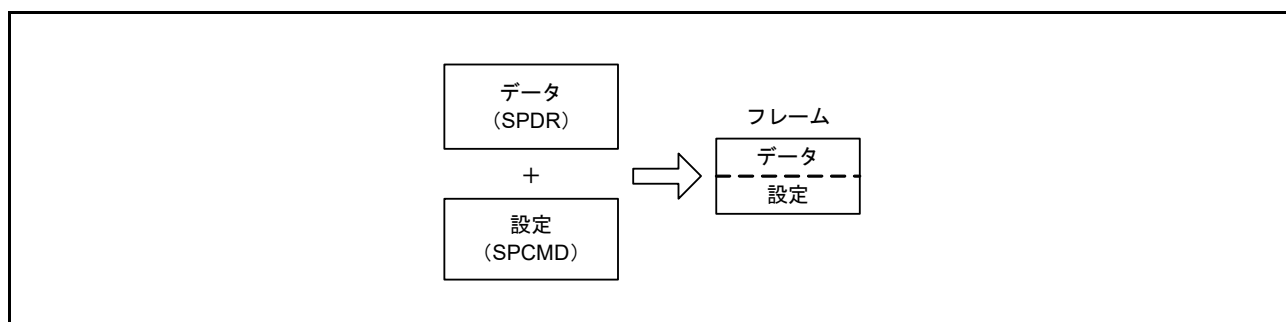 データ
（SPDR）
＋
設定
（SPCMD）
フレーム
データ
設定